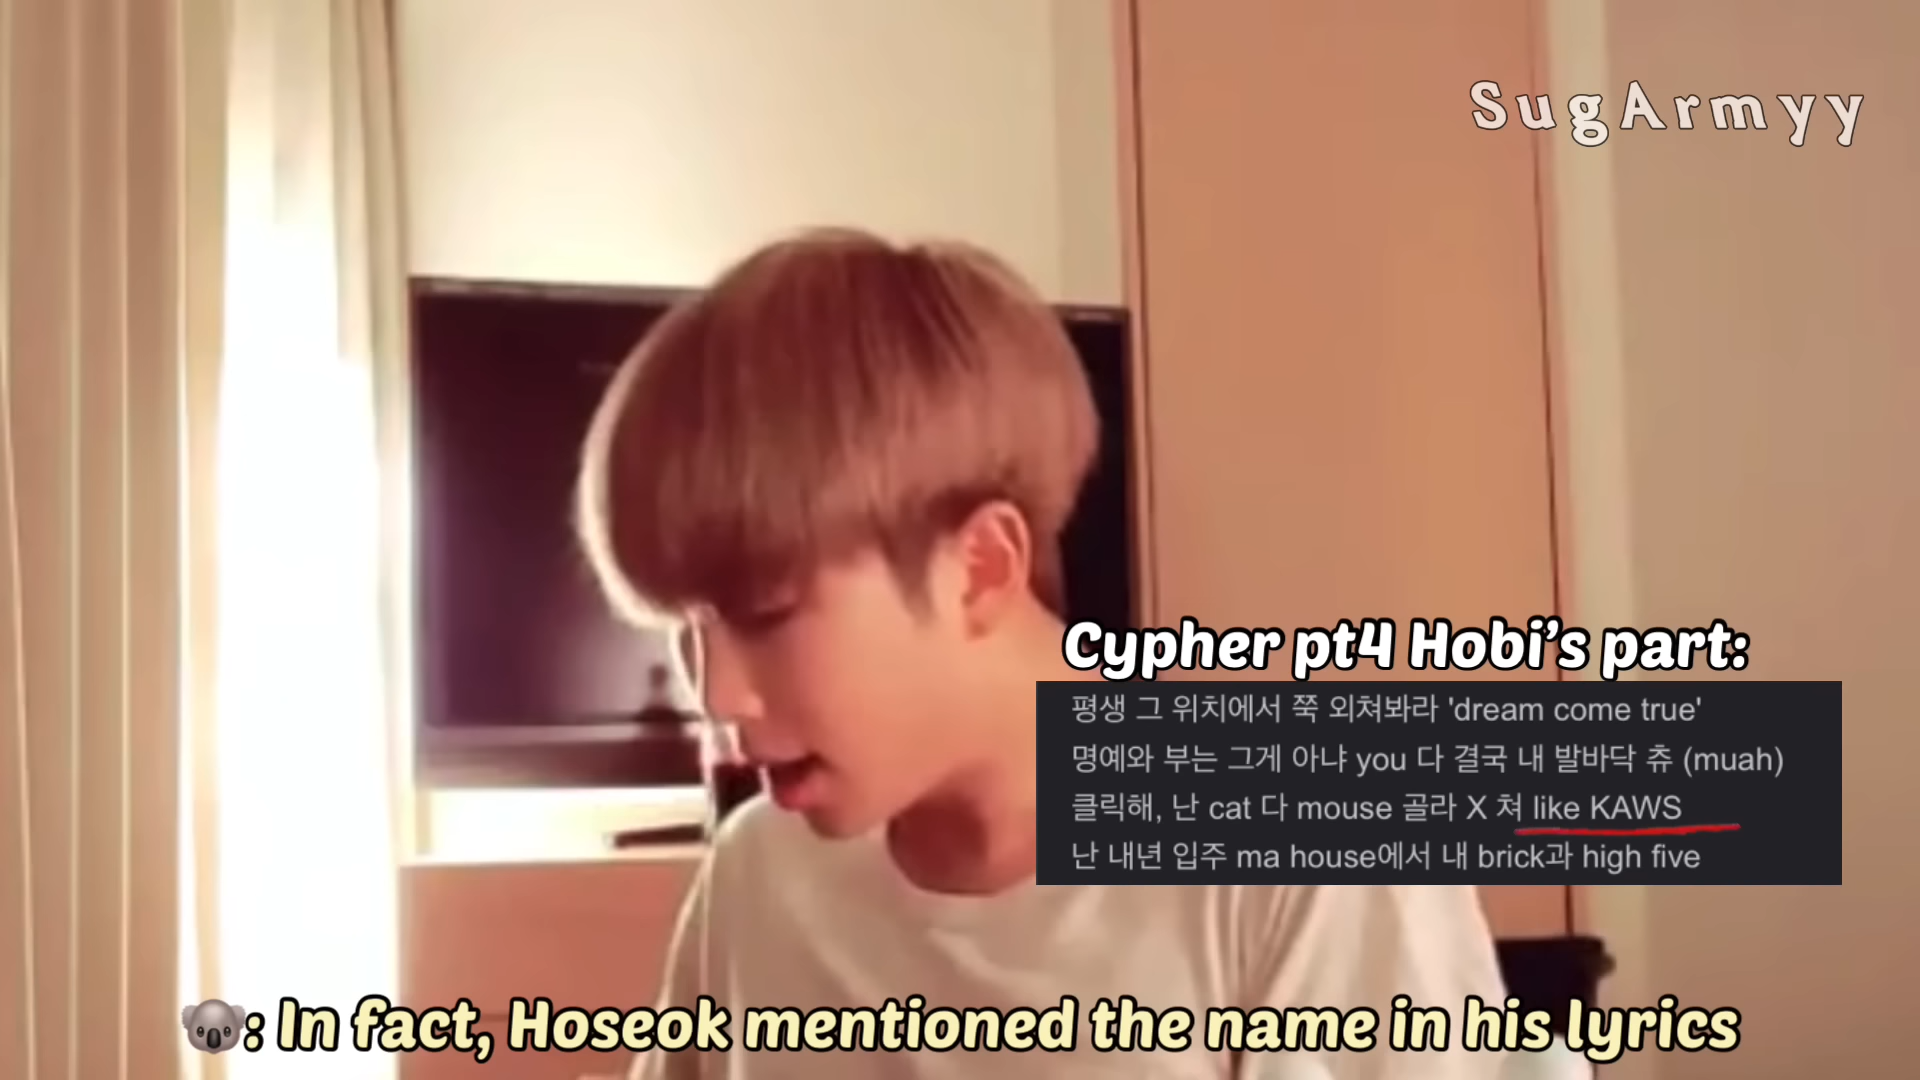 SugArmyy
Cypher pt4 Hobi's part:
평생 그 위치에서 쭉 외쳐봐라 'dream come true'
명예와 부는 그게 아냐 you 다 결국 내 발바닥 츄 (muah)
클릭해, 난 cat 다 mouse 골라 X 쳐 like KAWS
난 내년 입주 ma house에서 내 brick과 high five
🐨: In fact, Hoseok mentioned the name in his lyrics